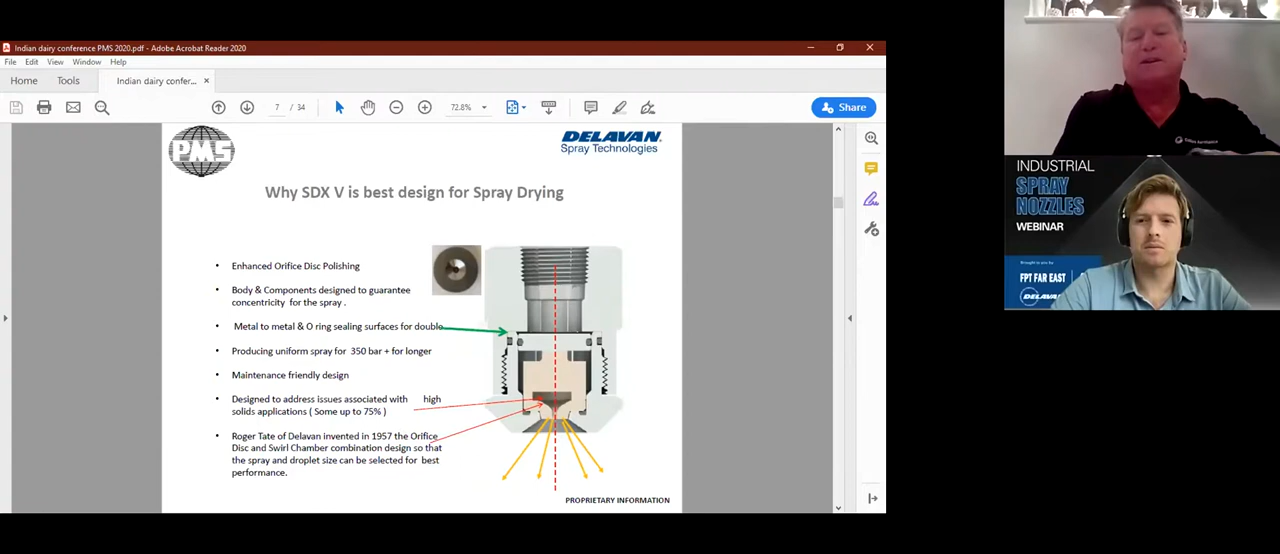 Indian dairy conference PMS 2020.pdf - Adobe Acrobat Reader 2020
File Edit View Window Help
Home Tools Indian dairy confer... ×
7 / 34 72.8% Share
PMS
DELAVAN
Spray Technologies
Why SDX V is best design for Spray Drying
• Enhanced Orifice Disc Polishing
• Body & Components designed to guarantee
concentricity for the spray .
• Metal to metal & O ring sealing surfaces for double
• Producing uniform spray for 350 bar + for longer
• Maintenance friendly design
• Designed to address issues associated with high
solids applications ( Some up to 75% )
• Roger Tate of Delavan invented in 1957 the Orifice
Disc and Swirl Chamber combination design so that
the spray and droplet size can be selected for best
performance.
PROPRIETARY INFORMATION
INDUSTRIAL
SPRAY
NOZZLES
WEBINAR
Brought to you by
FPT FAR EAST
DELAVAN